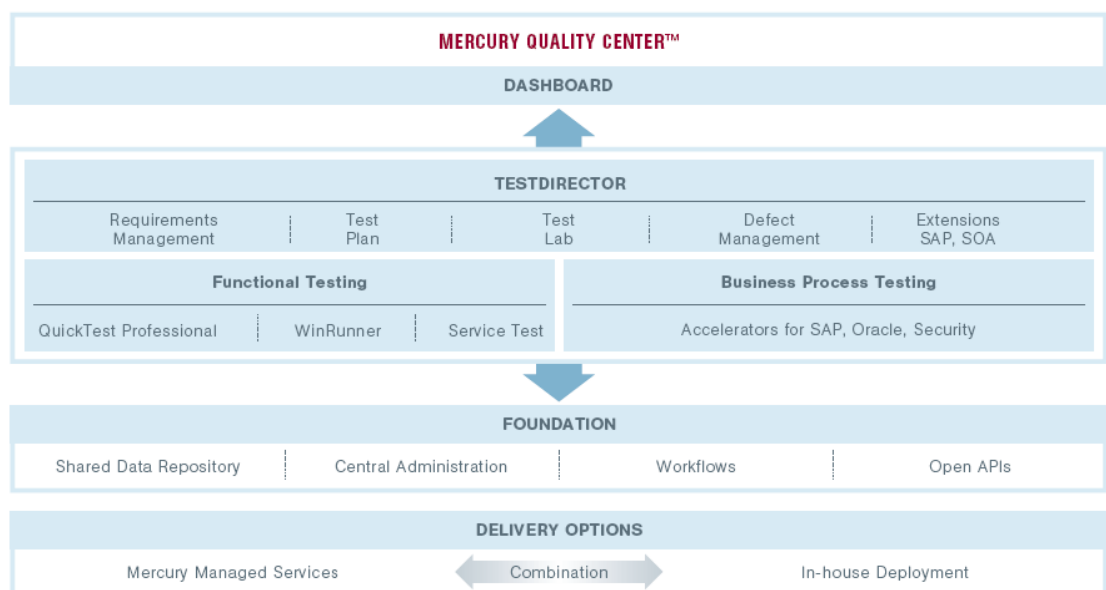 MERCURY QUALITY CENTER™
DASHBOARD
TESTDIRECTOR
Requirements Management
Test Plan
Test Lab
Defect Management
Extensions SAP, SOA
Functional Testing
QuickTest Professional
WinRunner
Service Test
Business Process Testing
Accelerators for SAP, Oracle, Security
FOUNDATION
Shared Data Repository
Central Administration
Workflows
Open APIs
DELIVERY OPTIONS
Mercury Managed Services
Combination
In-house Deployment